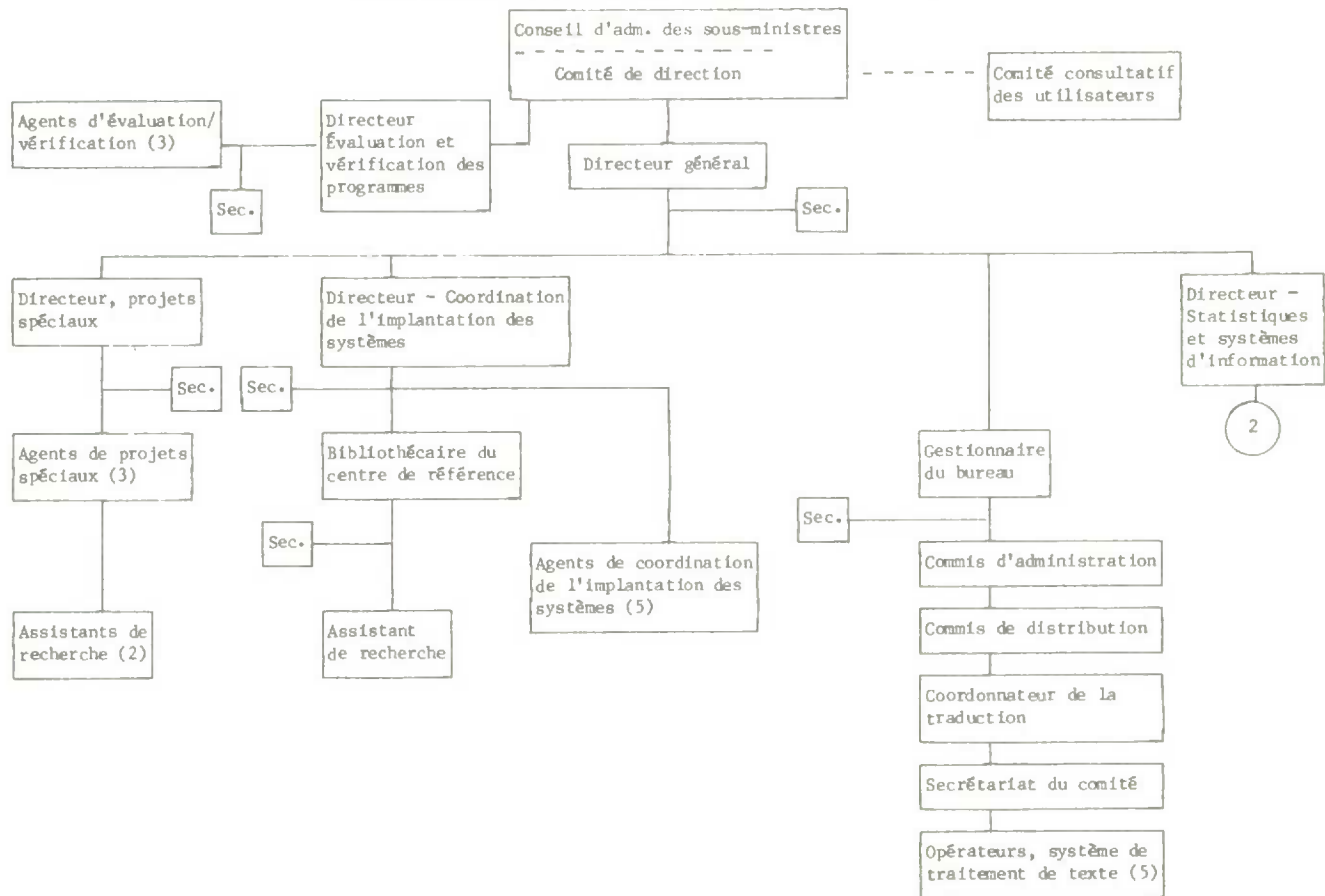 Conseil d'adm. des sous-ministres
Comité de direction
Comité consultatif
des utilisateurs
Agents d'évaluation/
vérification (3)
Directeur
Évaluation et
vérification des
programmes
Directeur général
Sec.
Sec.
Directeur, projets
spéciaux
Directeur - Coordination
de l'implantation des
systèmes
Directeur -
Statistiques
et systèmes
d'information
Sec.
Sec.
2
Agents de projets
spéciaux (3)
Bibliothécaire du
centre de référence
Gestionnaire
du bureau
Sec.
Sec.
Agents de coordination
de l'implantation des
systèmes (5)
Commis d'administration
Assistants de
recherche (2)
Assistant
de recherche
Commis de distribution
Coordonnateur de la
traduction
Secrétariat du comité
Opérateurs, système de
traitement de texte (5)